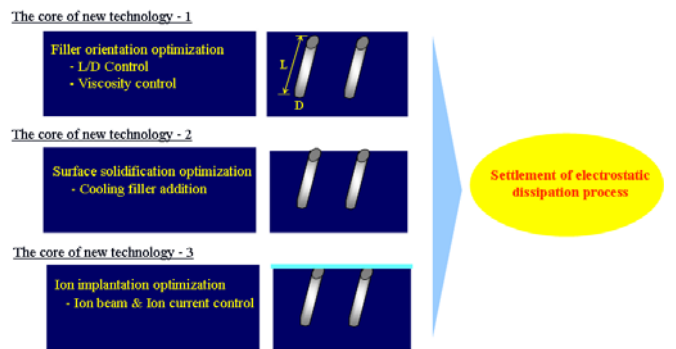 The core of new technology - 1
Filler orientation optimization
- L/D Control
- Viscosity control
L
D
The core of new technology - 2
Surface solidification optimization
- Cooling filler addition
Settlement of electrostatic
dissipation process
The core of new technology - 3
Ion implantation optimization
- Ion beam & Ion current control